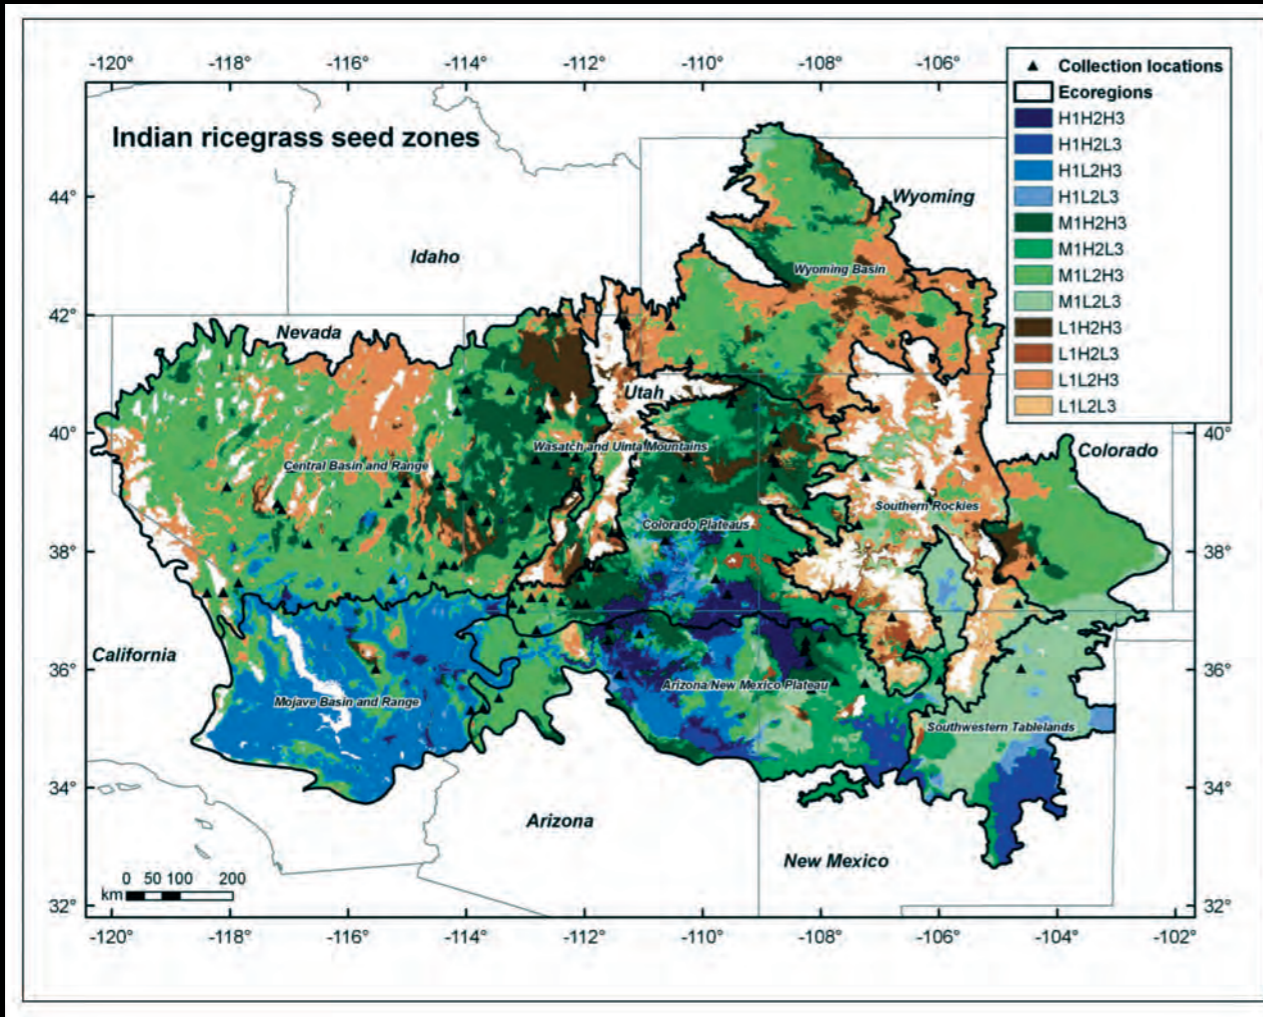 -120° -118° -116° -114° -112° -110° -108° -106°
Collection locations
Ecoregions
H1H2H3
H1H2L3
H1L2H3
H1L2L3
M1H2H3
M1H2L3
M1L2H3
M1L2L3
L1H2H3
L1H2L3
L1L2H3
L1L2L3
Indian ricegrass seed zones
44°
Wyoming
Idaho
Wyoming Basin
42°
Nevada
Utah
40°
40°
Wasatch and Uinta Mountains
Colorado
Central Basin and Range
Southern Rockies
Colorado Plateaus
38°
38°
California
36°
36°
Arizona/New Mexico Plateau
Mojave Basin and Range
Southwestern Tablelands
34°
34°
Arizona
New Mexico
0 50 100 200
km
32°
32°
-120° -118° -116° -114° -112° -110° -108° -106° -104° -102°